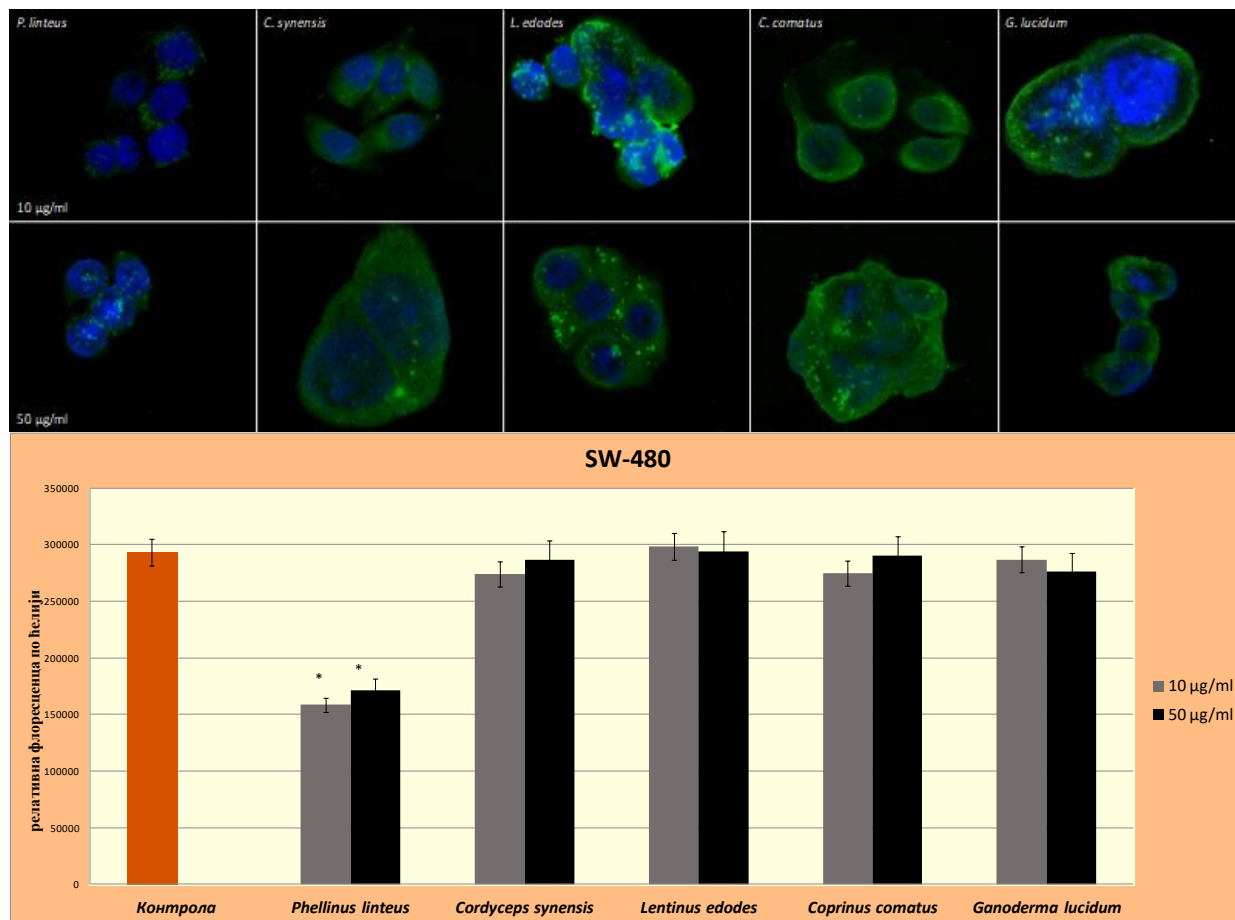 P. linteus
C. synensis
L. edodes
C. comatus
G. lucidum
10 µg/ml
50 µg/ml
SW-480
350000
300000
250000
200000
150000
100000
50000
0
релативна флоресценца по ћелији
* *
10 µg/ml
50 µg/ml
Контрола
Phellinus linteus
Cordyceps synensis
Lentinus edodes
Coprinus comatus
Ganoderma lucidum